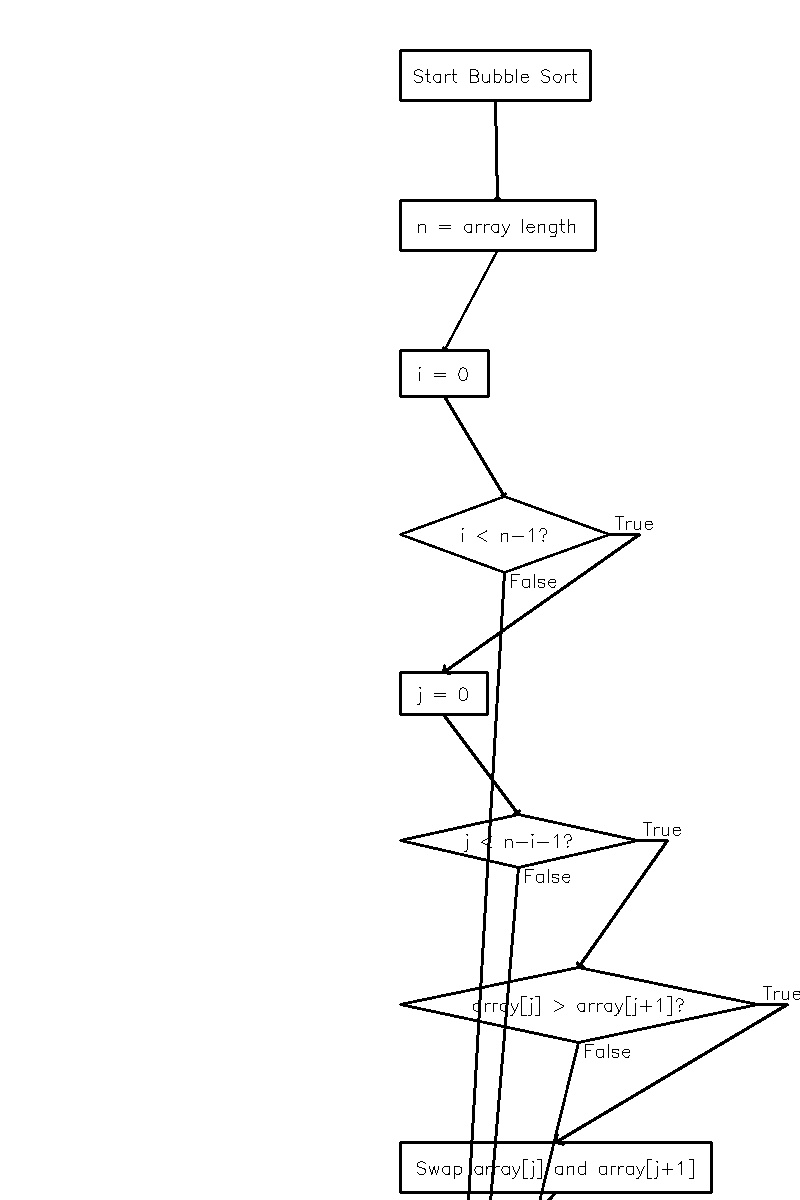 Start Bubble Sort
n = array length
i = 0
i < n-1?
True
False
j = 0
j < n-i-1?
True
False
array[j] > array[j+1]?
True
False
Swap array[j] and array[j+1]